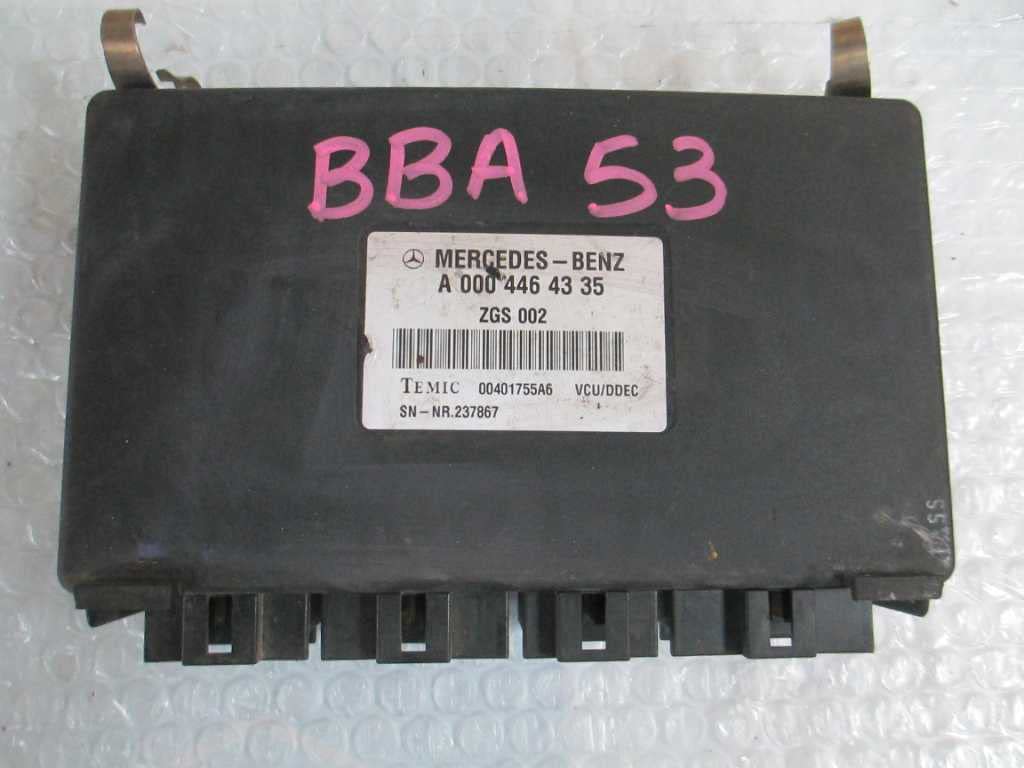 BBA 53
MERCEDES-BENZ
A 000 446 43 35
ZGS 002
TEMIC 00401755A6 VCU/DDEC
SN-NR.237867